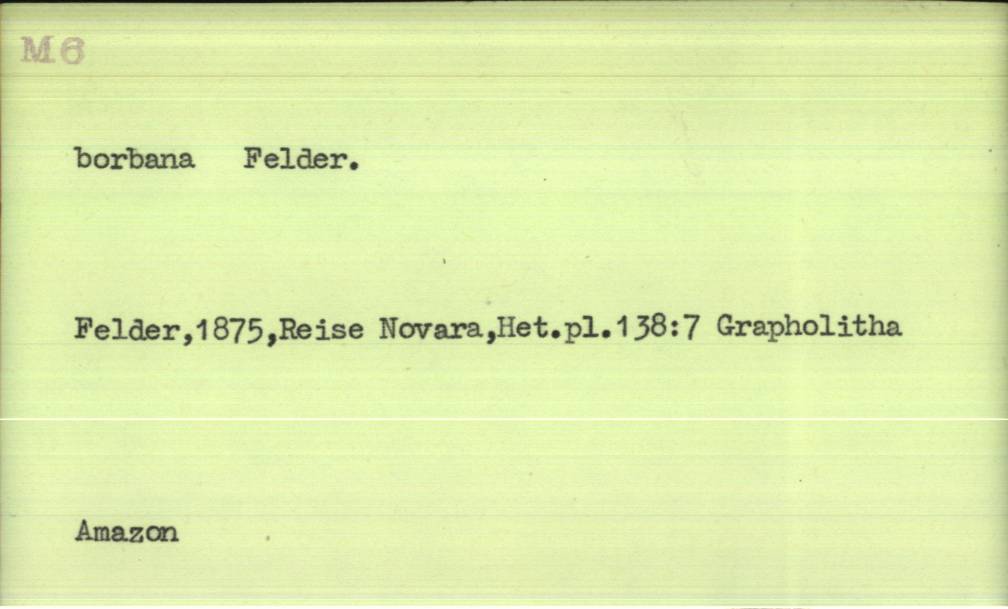 M6
borbana Felder.
Felder,1875,Reise Novara,Het.pl.138:7 Grapholitha
Amazon